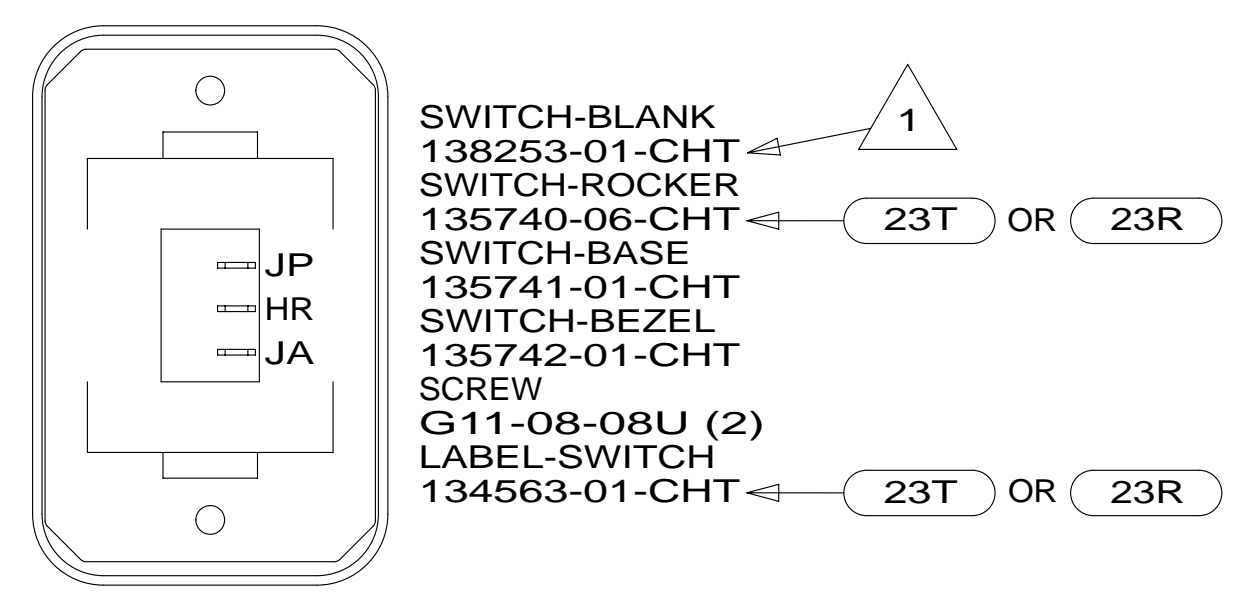 SWITCH-BLANK
138253-01-CHT
1
SWITCH-ROCKER
135740-06-CHT
23T OR 23R
SWITCH-BASE
135741-01-CHT
SWITCH-BEZEL
135742-01-CHT
SCREW
G11-08-08U (2)
LABEL-SWITCH
134563-01-CHT
23T OR 23R
JP
HR
JA